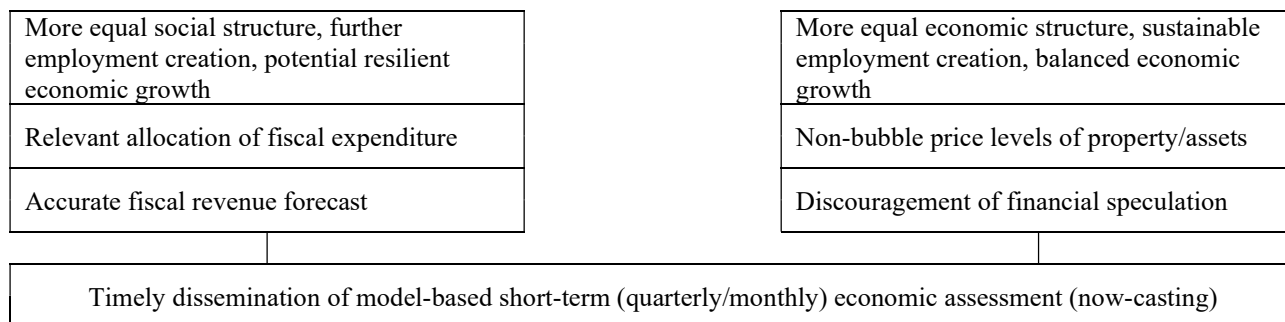 More equal social structure, further
employment creation, potential resilient
economic growth
Relevant allocation of fiscal expenditure
Accurate fiscal revenue forecast
More equal economic structure, sustainable
employment creation, balanced economic
growth
Non-bubble price levels of property/assets
Discouragement of financial speculation
Timely dissemination of model-based short-term (quarterly/monthly) economic assessment (now-casting)